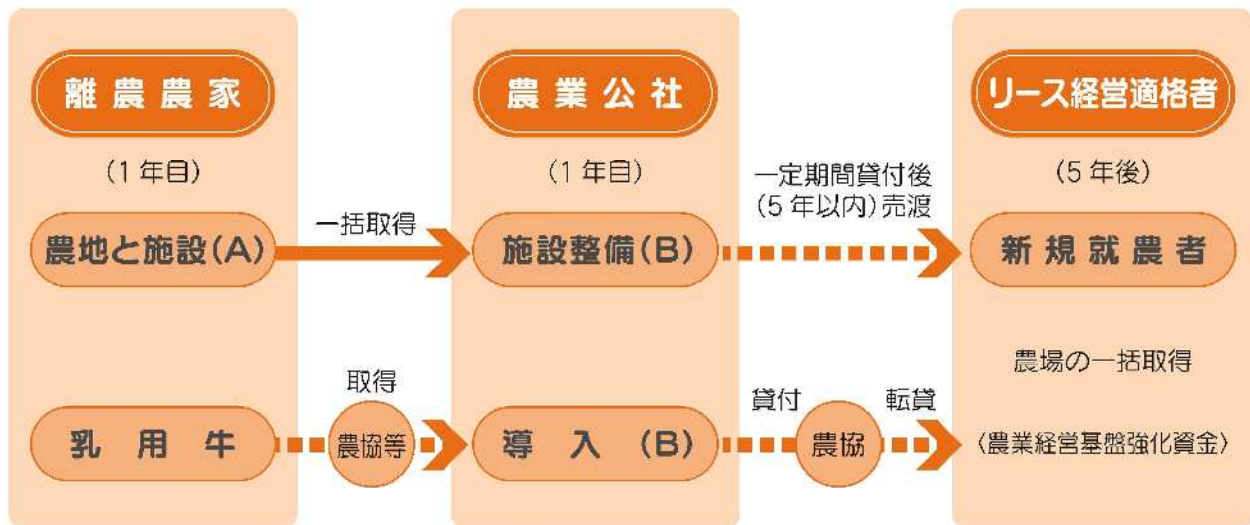 離農農家
(1年目)
農地と施設(A)
乳用牛
一括取得
取得
農協等
農業公社
(1年目)
施設整備(B)
導入(B)
一定期間貸付後
(5年以内)売渡
貸付
農協
転貸
リース経営適格者
(5年後)
新規就農者
農場の一括取得
〈農業経営基盤強化資金〉